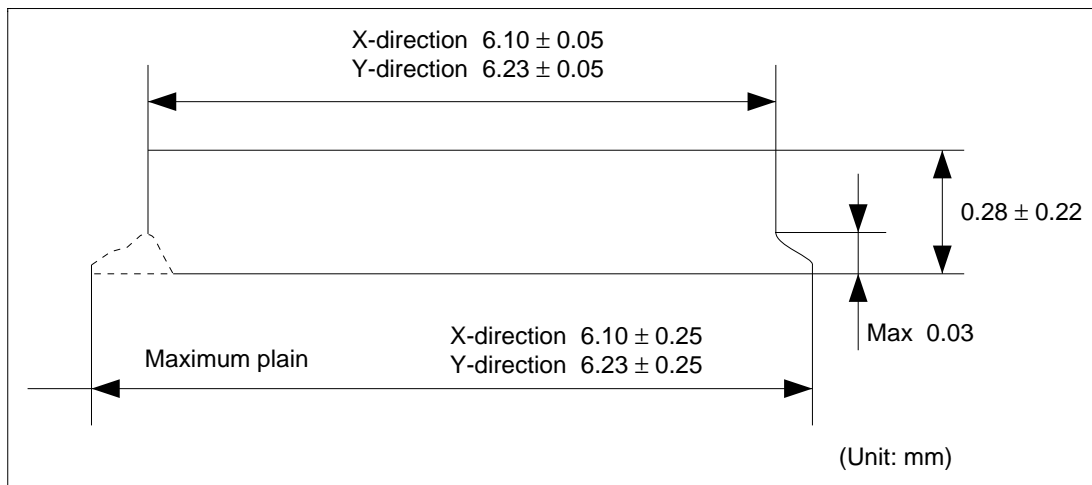 X-direction 6.10 ± 0.05
Y-direction 6.23 ± 0.05
0.28 ± 0.22
Max 0.03
X-direction 6.10 ± 0.25
Y-direction 6.23 ± 0.25
Maximum plain
(Unit: mm)